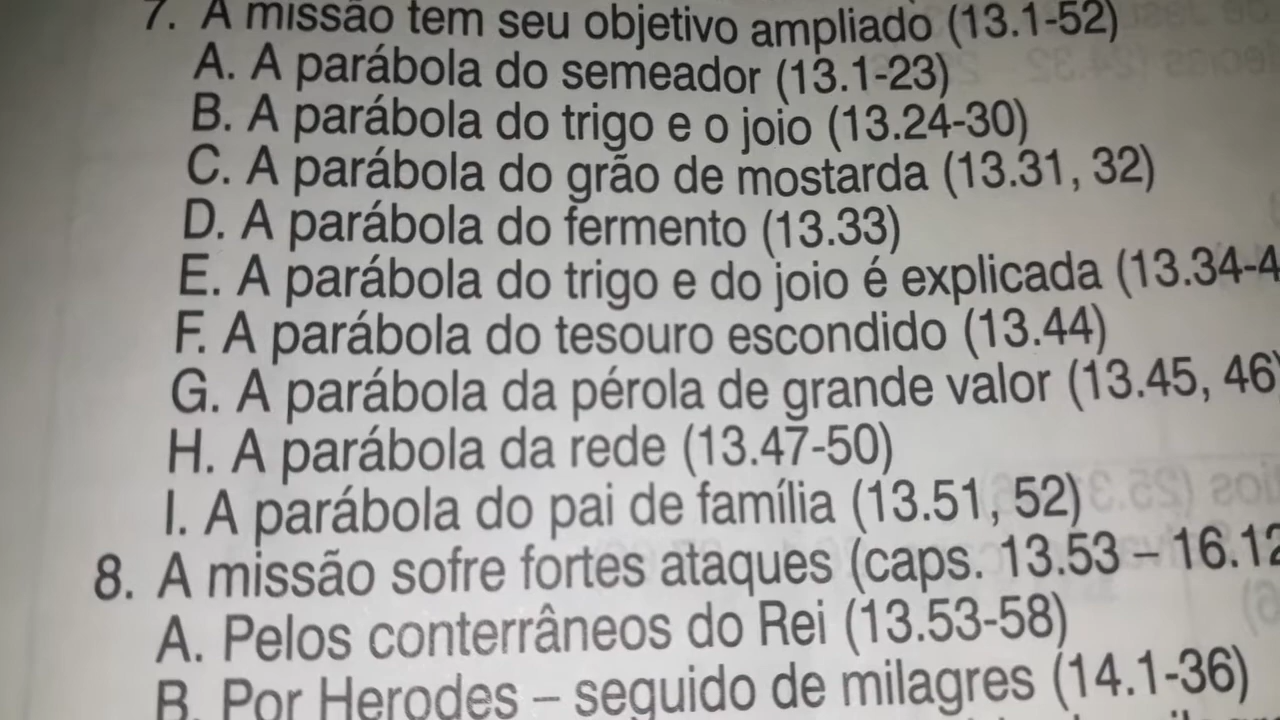 7. A missão tem seu objetivo ampliado (13.1-52)
A. A parábola do semeador (13.1-23)
B. A parábola do trigo e o joio (13.24-30)
C. A parábola do grão de mostarda (13.31, 32)
D. A parábola do fermento (13.33)
E. A parábola do trigo e do joio é explicada (13.34-4
F. A parábola do tesouro escondido (13.44)
G. A parábola da pérola de grande valor (13.45, 46)
H. A parábola da rede (13.47-50)
I. A parábola do pai de família (13.51, 52)
8. A missão sofre fortes ataques (caps. 13.53 – 16.12
A. Pelos conterrâneos do Rei (13.53-58)
B. Por Herodes – seguido de milagres (14.1-36)